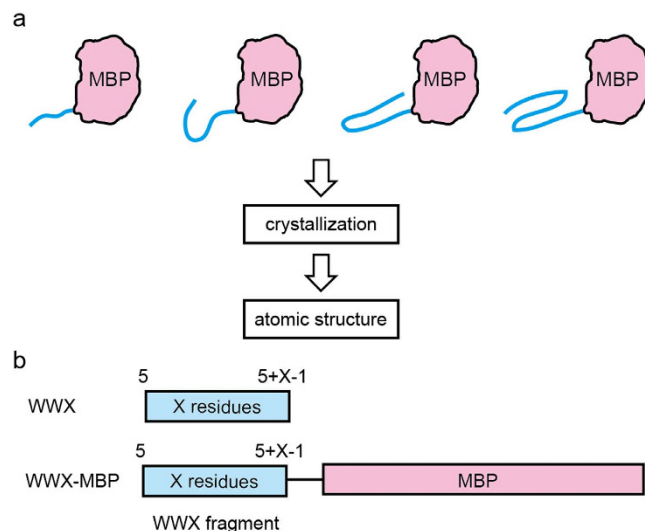 a
MBP MBP MBP MBP
crystallization
atomic structure
b
5 5+X-1
WWX X residues
5 5+X-1
WWX-MBP X residues MBP
WWX fragment